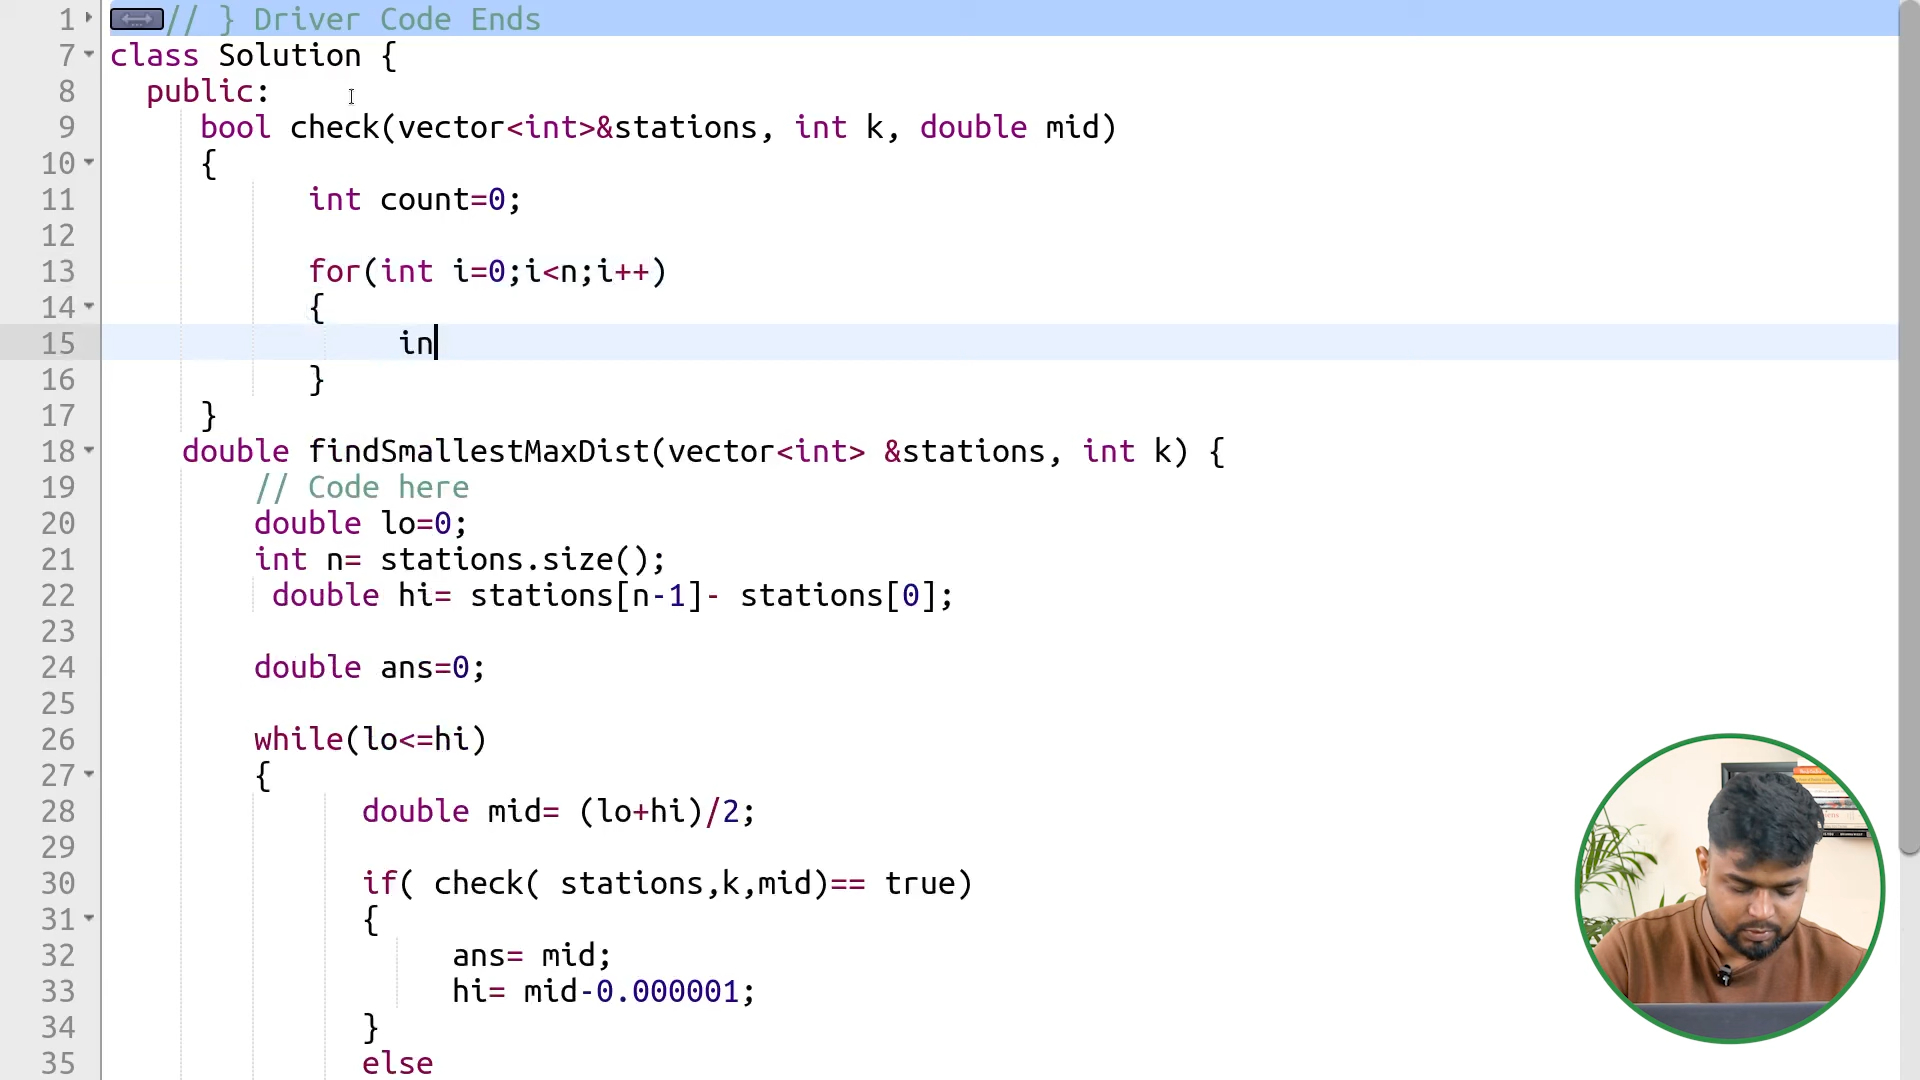 1 // } Driver Code Ends
7 class Solution {
8 public:
9 bool check(vector<int>&stations, int k, double mid)
10 {
11 int count=0;
12
13 for(int i=0;i<n;i++)
14 {
15 in
16 }
17 }
18 double findSmallestMaxDist(vector<int> &stations, int k) {
19 // Code here
20 double lo=0;
21 int n= stations.size();
22 double hi= stations[n-1]- stations[0];
23
24 double ans=0;
25
26 while(lo<=hi)
27 {
28 double mid= (lo+hi)/2;
29
30 if( check( stations,k,mid)== true)
31 {
32 ans= mid;
33 hi= mid-0.000001;
34 }
35 else